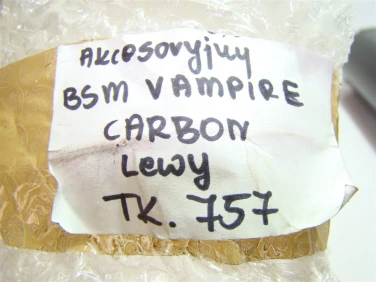 Akcesoryjny
BSM VAMPIRE
CARBON
Lewy
TK. 757